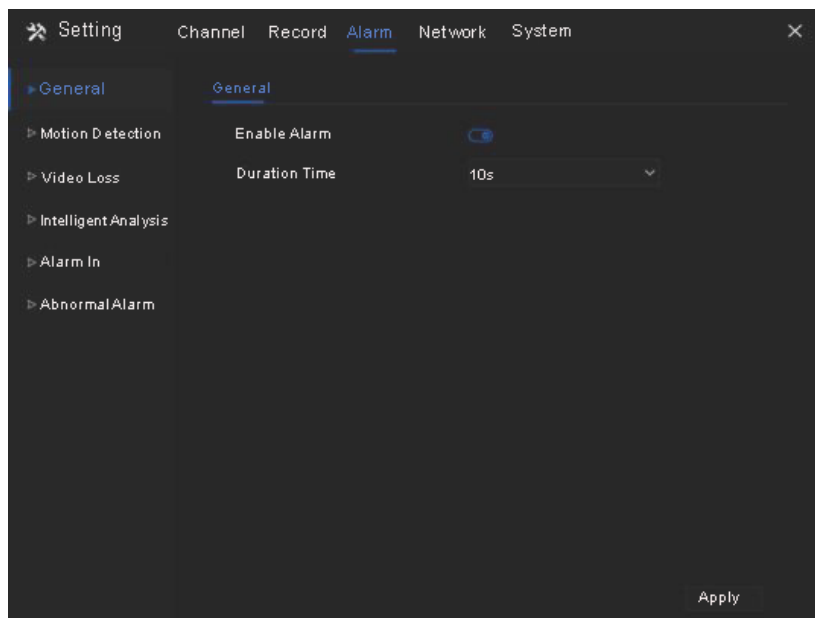 Setting Channel Record Alarm Network System
General
Motion Detection
Video Loss
Intelligent Analysis
Alarm In
Abnormal Alarm
General
Enable Alarm
Duration Time 10s
Apply